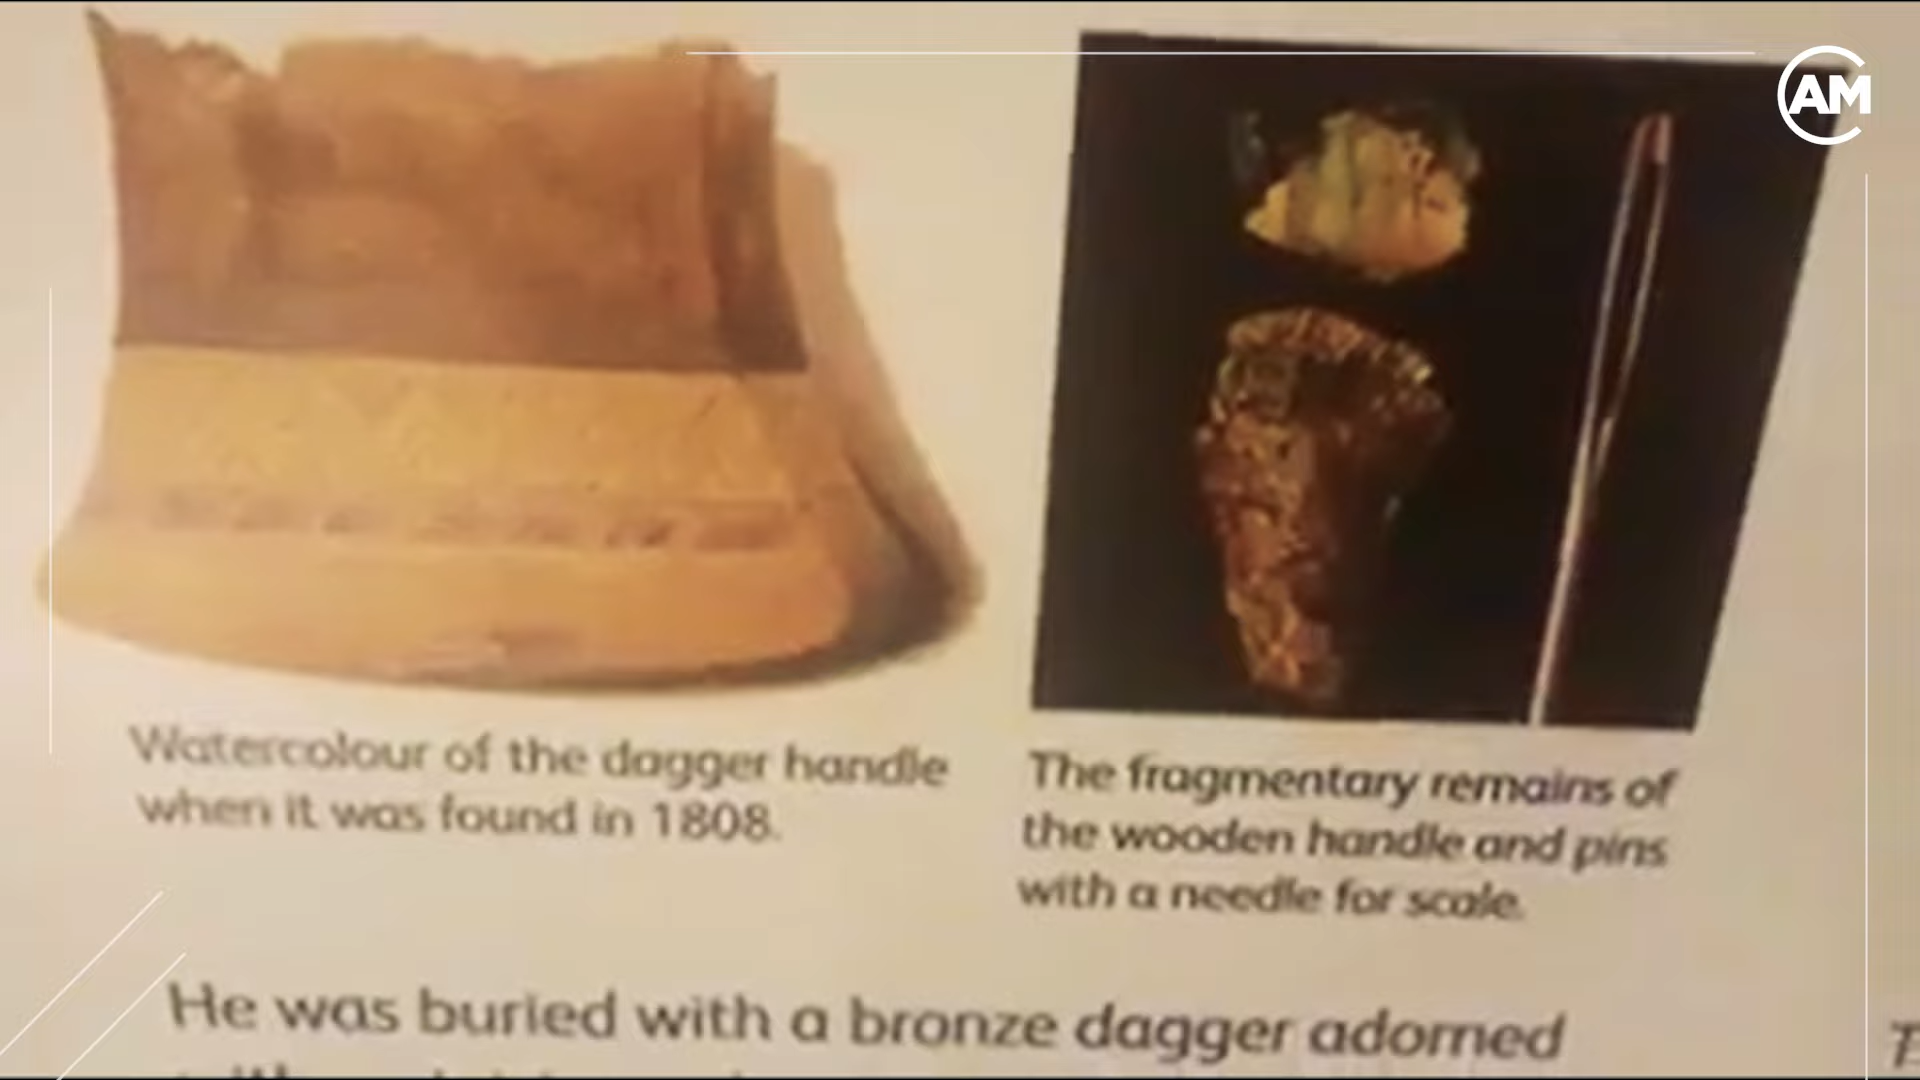 AM
Watercolour of the dagger handle
when it was found in 1808.
The fragmentary remains of
the wooden handle and pins
with a needle for scale.
He was buried with a bronze dagger adorned